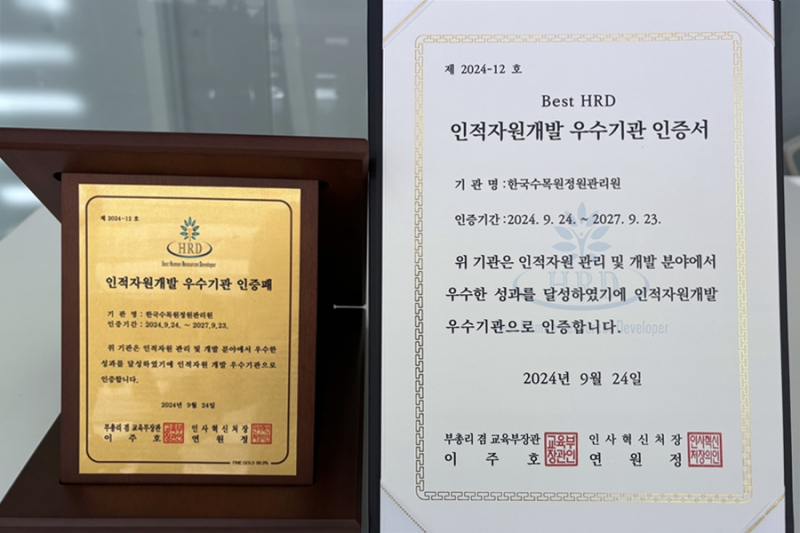 제 2024-12 호
HRD
Best Human Resources Developer
인적자원개발 우수기관 인증패
기 관 명 : 한국수목원정원관리원
인증기간 : 2024.9.24. ~ 2027.9.23.
위 기관은 인적자원 관리 및 개발 분야에서 우수한
성과를 달성하였기에 인적자원 개발 우수기관으로
인증합니다.
2024년 9월 24일
부총리 겸 교육부장관 인사혁신처장
이 주 호 연 원 정
FINE GOLD 99.9%
제 2024-12 호
Best HRD
인적자원개발 우수기관 인증서
기 관 명 : 한국수목원정원관리원
인증기간 : 2024. 9. 24. ~ 2027. 9. 23.
HRD
위 기관은 인적자원 관리 및 개발 분야에서
우수한 성과를 달성하였기에 인적자원개발
우수기관으로 인증합니다.
Developer
2024년 9월 24일
부총리 겸 교육부장관 교육부 인사혁신처장 인사혁신
이 주 호 장관인 연 원 정 처장의인